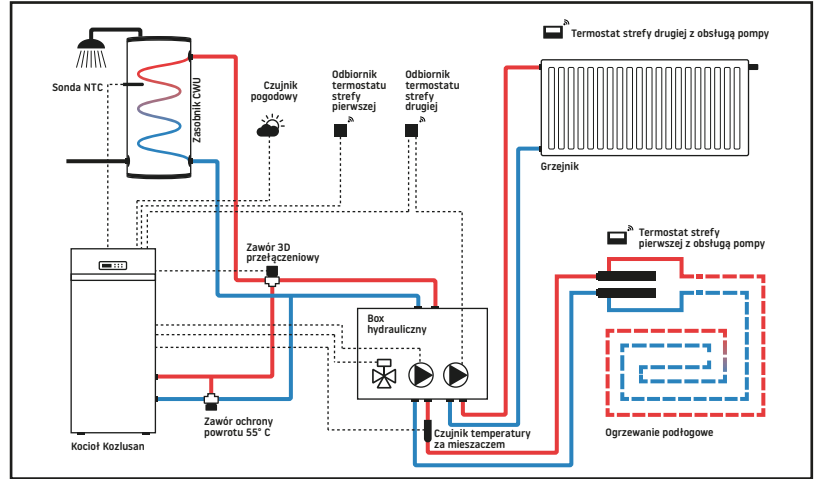 Termostat strefy drugiej z obsługą pompy
Sonda NTC
Zasobnik CWU
Czujnik
pogodowy
Odbiornik
termostatu
strefy
pierwszej
Odbiornik
termostatu
strefy
drugiej
Grzejnik
Termostat strefy
pierwszej z obsługą pompy
Zawór 3D
przełączeniowy
Box
hydrauliczny
Zawór ochrony
powrotu 55° C
Czujnik temperatury
za mieszaczem
Ogrzewanie podłogowe
Kocioł Kozlusan